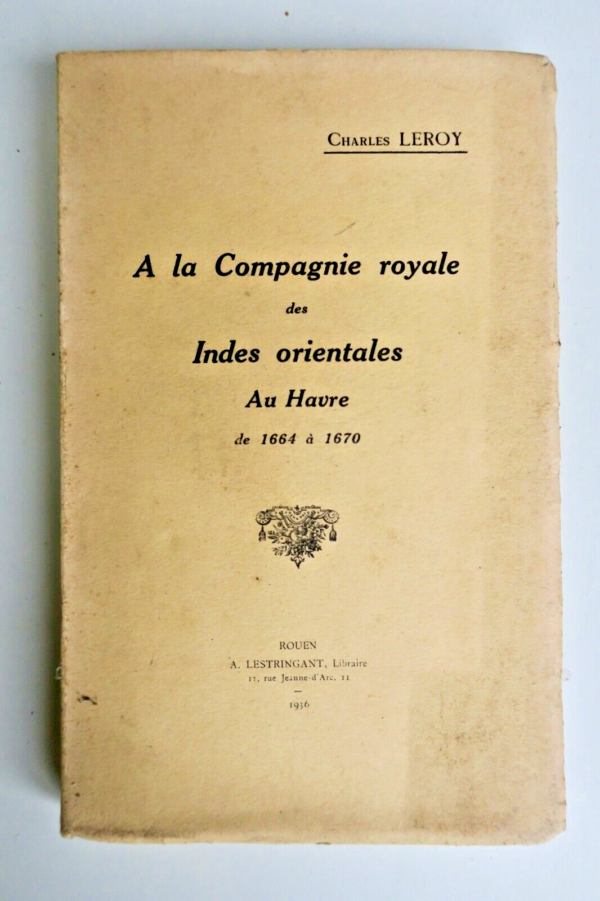 CHARLES LEROY
A la Compagnie royale
des
Indes orientales
Au Havre
de 1664 à 1670
ROUEN
A. LESTRINGANT, Libraire
11, rue Jeanne-d'Arc, 11
1936